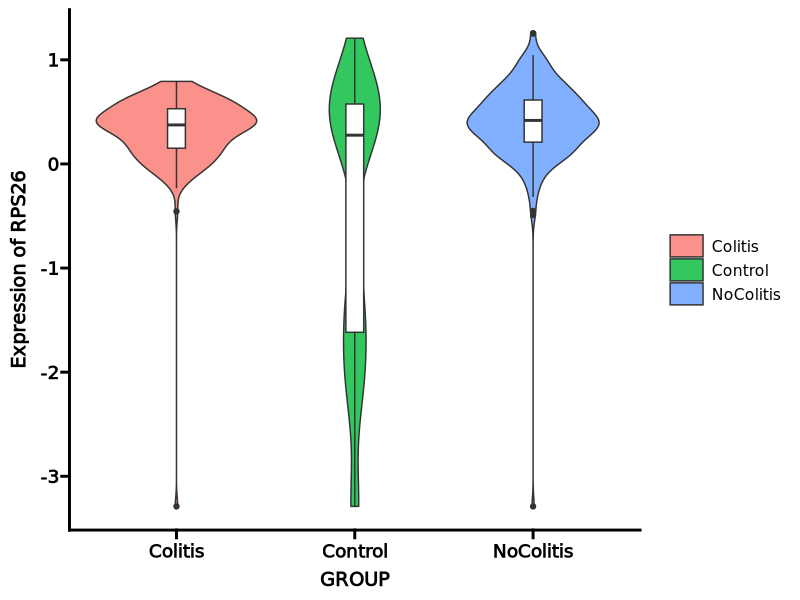 1
0
-1
-2
-3
Expression of RPS26
Colitis
Control
NoColitis
GROUP
Colitis
Control
NoColitis